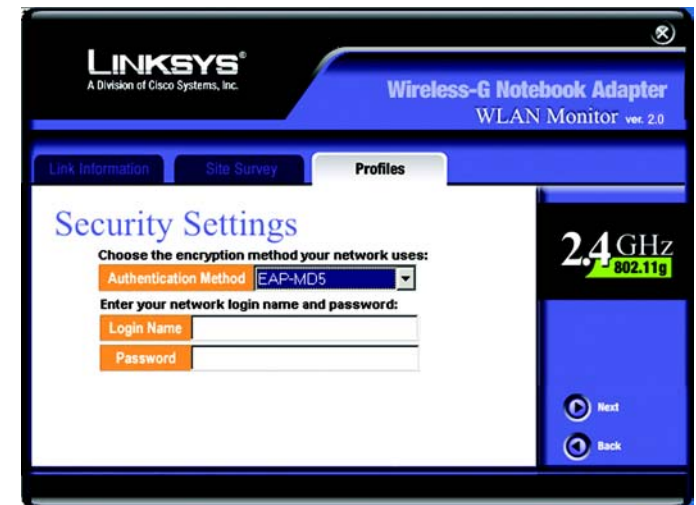 LINKSYS®
A Division of Cisco Systems, Inc.
Wireless-G Notebook Adapter
WLAN Monitor ver. 2.0
Link Information Site Survey Profiles
Security Settings
Choose the encryption method your network uses:
Authentication Method EAP-MD5
Enter your network login name and password:
Login Name
Password
2.4 GHz
802.11g
Next
Back